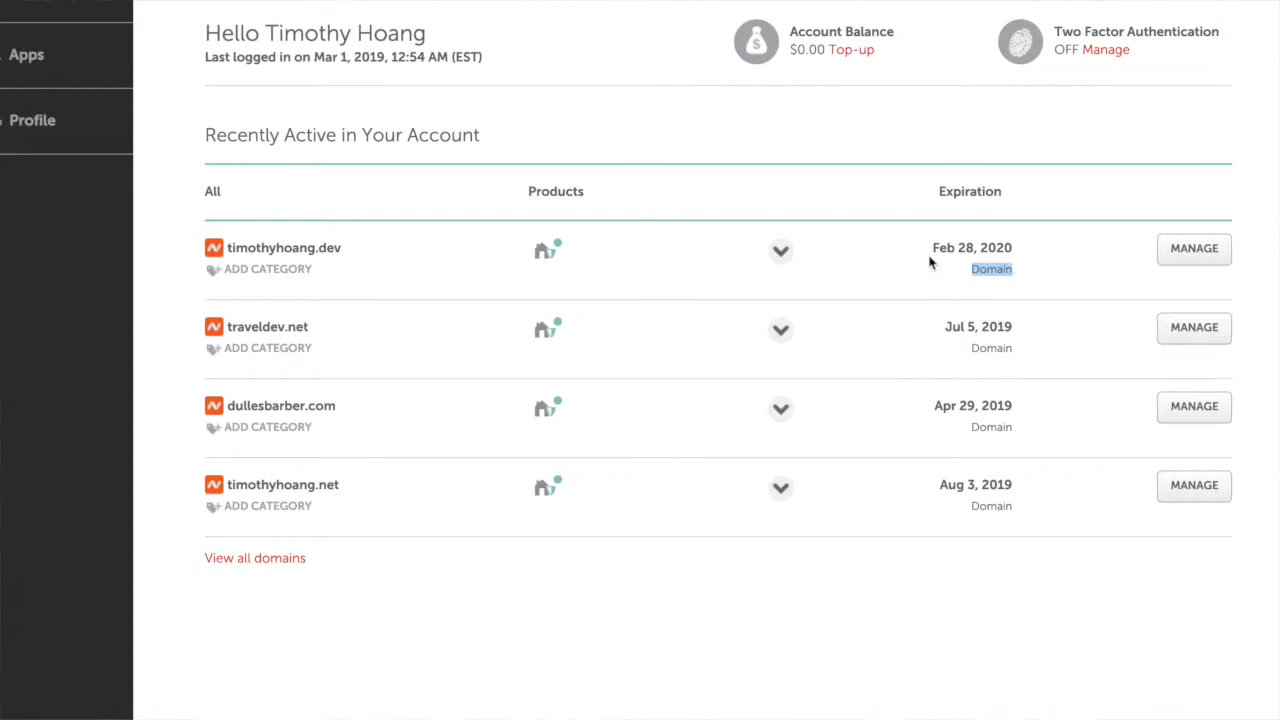 Hello Timothy Hoang
Last logged in on Mar 1, 2019, 12:54 AM (EST)
Account Balance
$0.00 Top-up
Two Factor Authentication
OFF Manage
Apps
Profile
Recently Active in Your Account
All Products Expiration
timothyhoang.dev Feb 28, 2020 MANAGE
ADD CATEGORY Domain
traveldev.net Jul 5, 2019 MANAGE
ADD CATEGORY Domain
dullesbarber.com Apr 29, 2019 MANAGE
ADD CATEGORY Domain
timothyhoang.net Aug 3, 2019 MANAGE
ADD CATEGORY Domain
View all domains